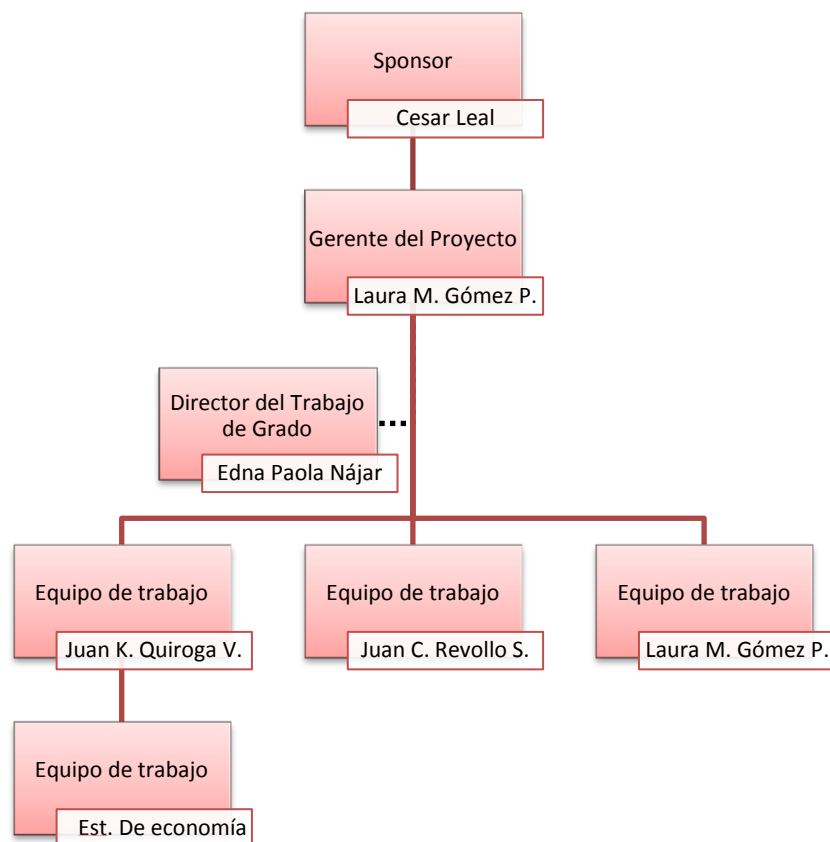 Sponsor
Cesar Leal
Gerente del Proyecto
Laura M. Gómez P.
Director del Trabajo
de Grado
Edna Paola Nájar
Equipo de trabajo
Juan K. Quiroga V.
Equipo de trabajo
Juan C. Revollo S.
Equipo de trabajo
Laura M. Gómez P.
Equipo de trabajo
Est. De economía